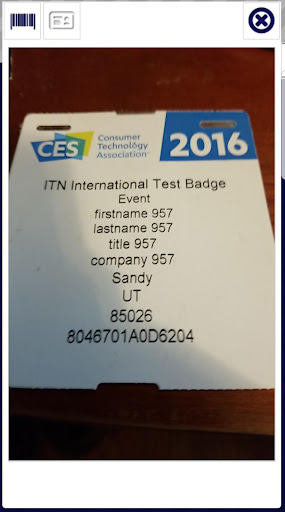 CES
Consumer
Technology
Association
2016
ITN International Test Badge
Event
firstname 957
lastname 957
title 957
company 957
Sandy
UT
85026
8046701A0D6204